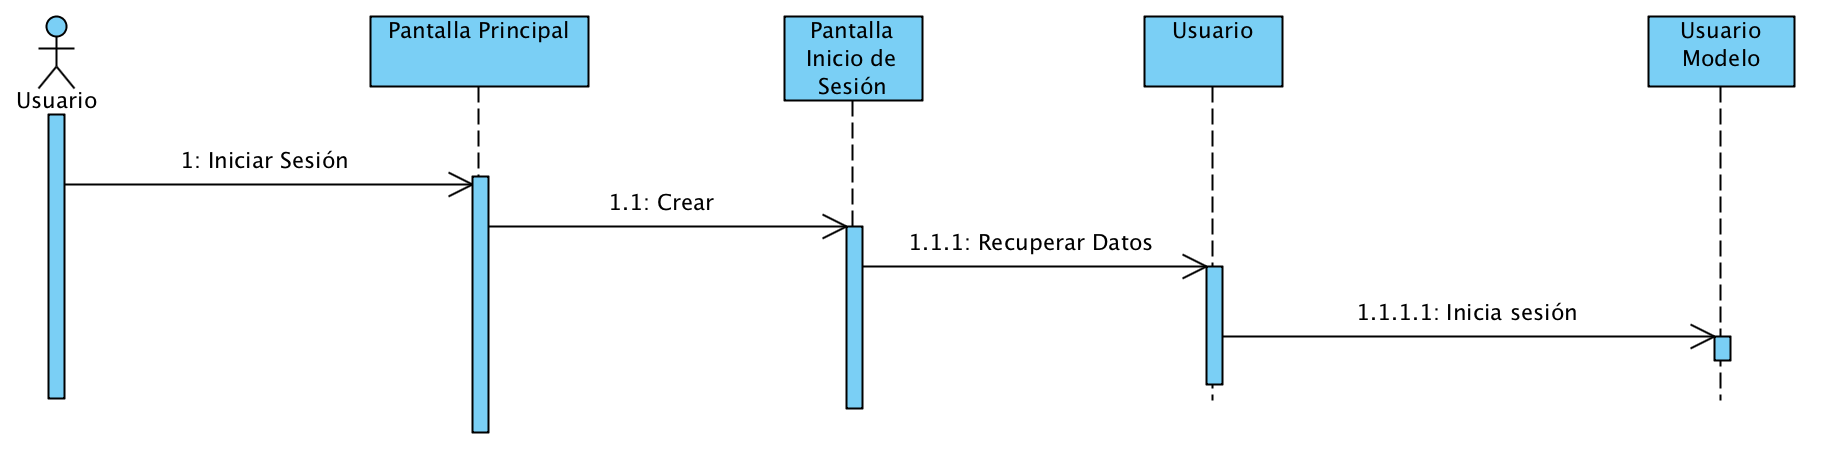 Usuario
Pantalla Principal
Pantalla
Inicio de
Sesión
Usuario
Usuario
Modelo
1: Iniciar Sesión
1.1: Crear
1.1.1: Recuperar Datos
1.1.1.1: Inicia sesión